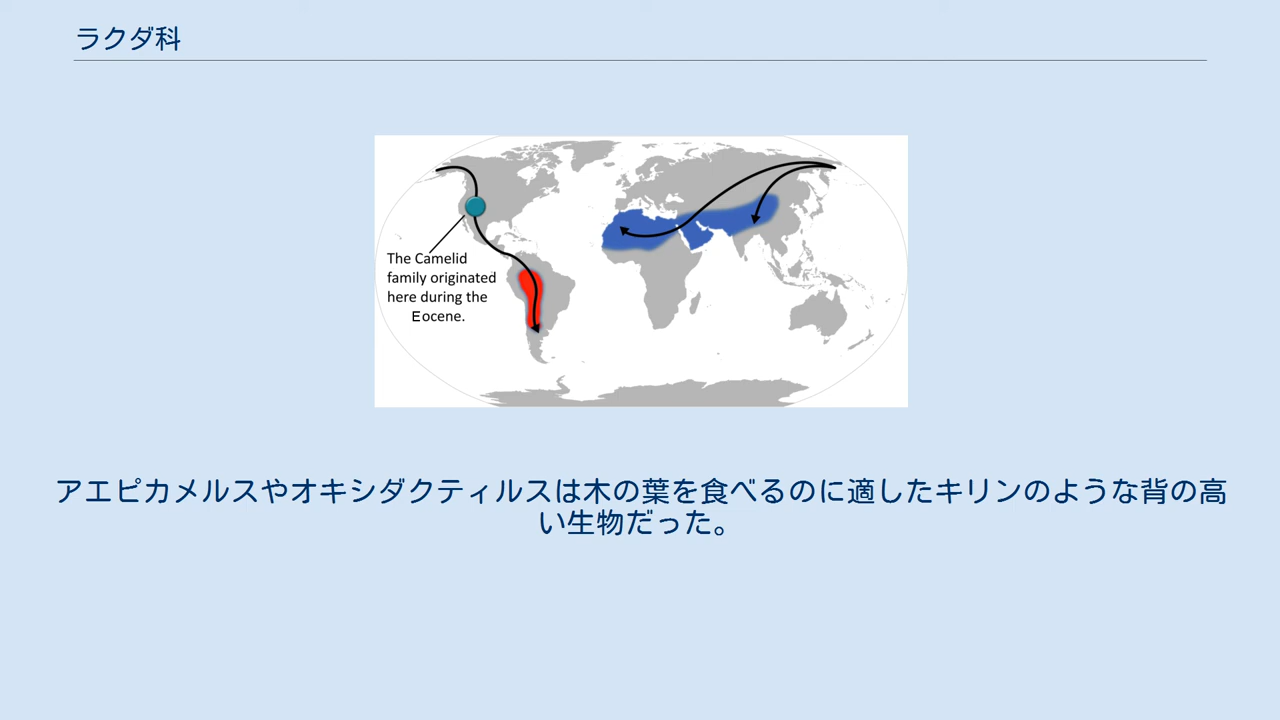 ラクダ科
The Camelid
family originated
here during the
Eocene.
アエピカメルスやオキシダクティルスは木の葉を食べるのに適したキリンのような背の高
い生物だった。